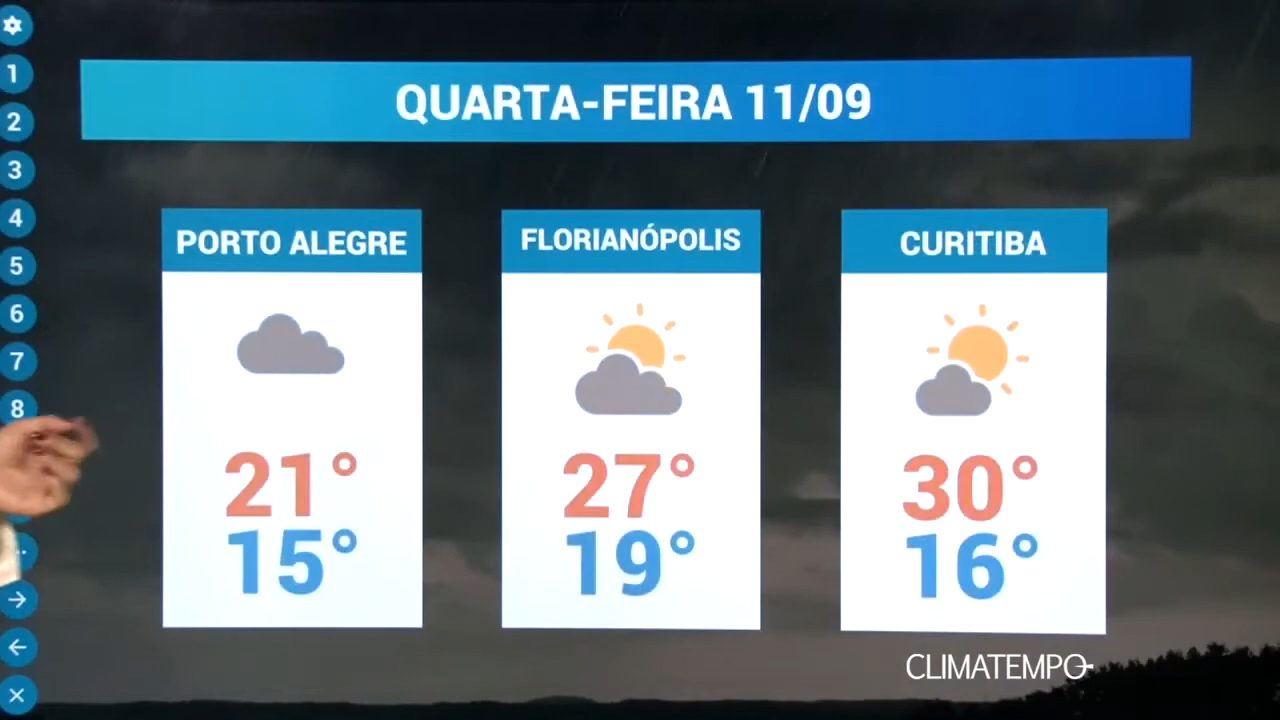 QUARTA-FEIRA 11/09
1
2
3
4
5
6
7
8
PORTO ALEGRE
21°
15°
FLORIANÓPOLIS
27°
19°
CURITIBA
30°
16°
CLIMATEMPO